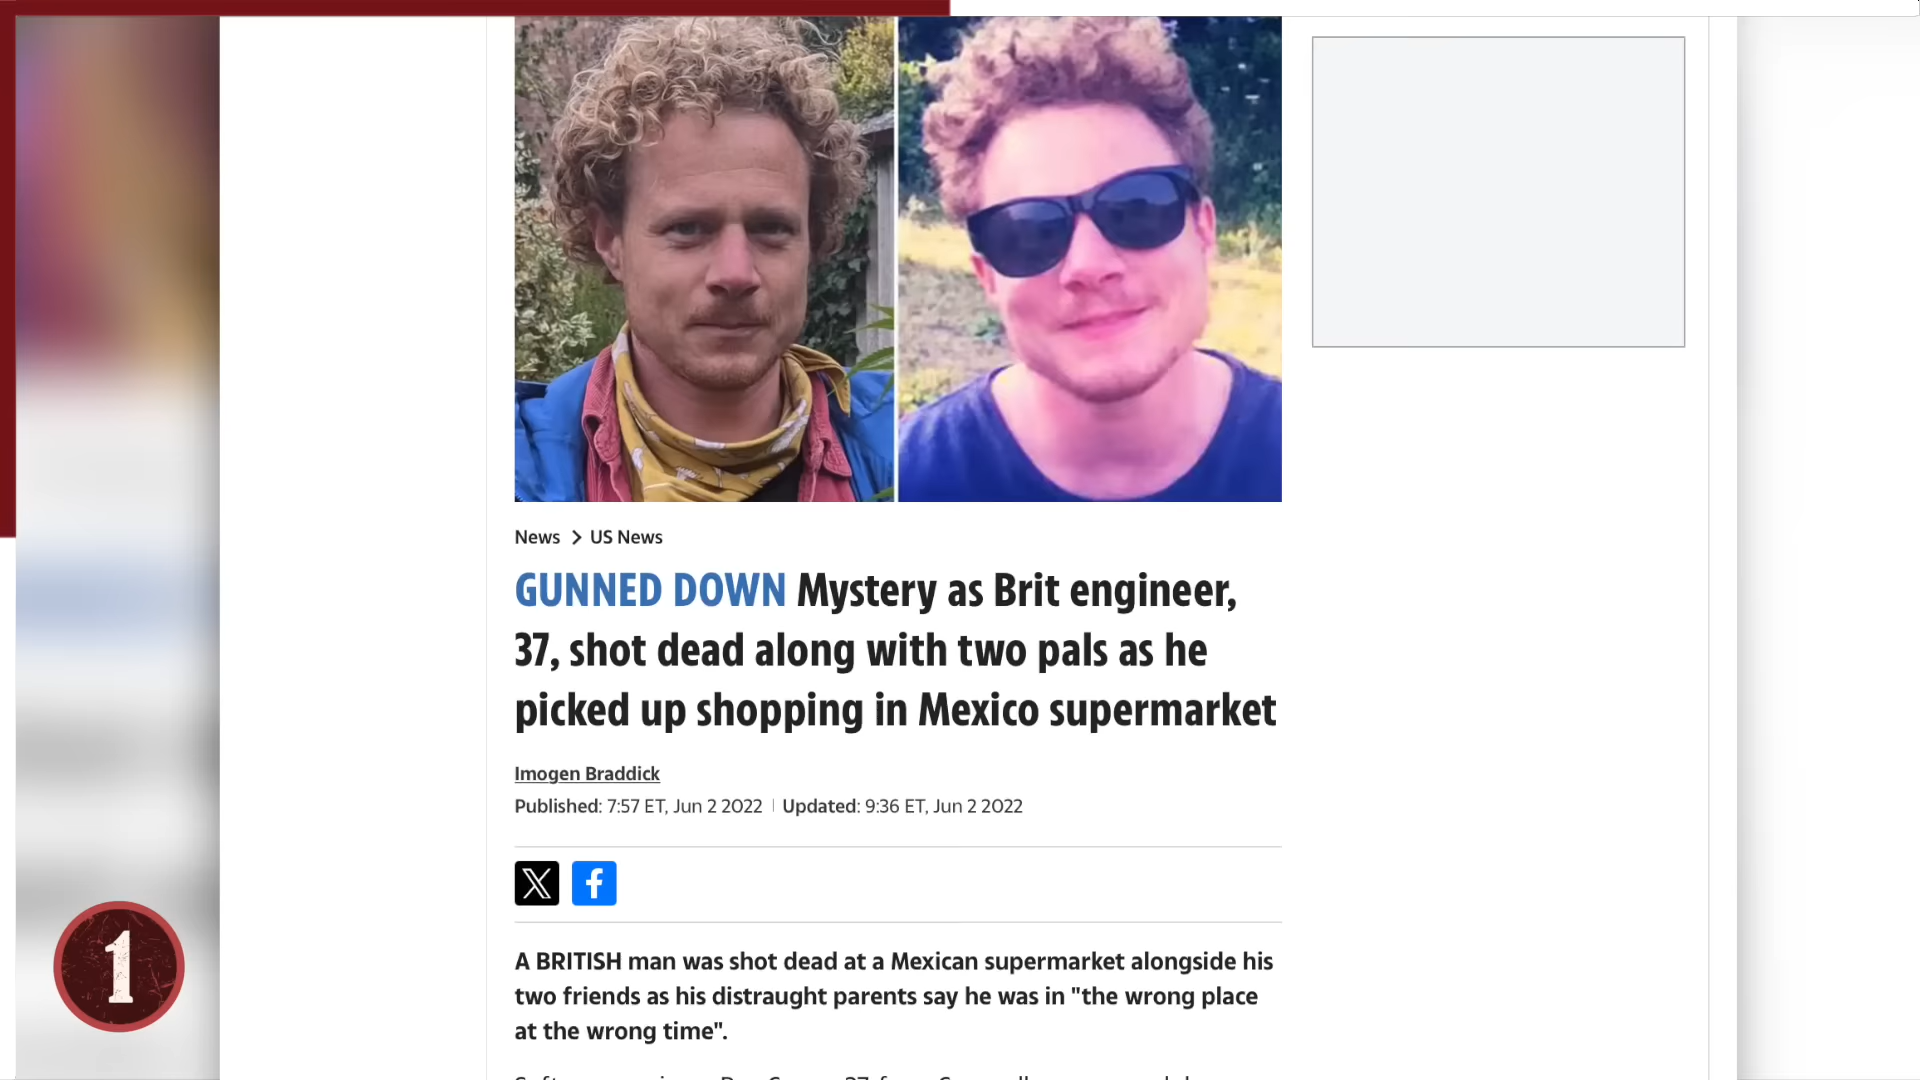 News > US News
GUNNED DOWN Mystery as Brit engineer,
37, shot dead along with two pals as he
picked up shopping in Mexico supermarket
Imogen Braddick
Published: 7:57 ET, Jun 2 2022 | Updated: 9:36 ET, Jun 2 2022
A BRITISH man was shot dead at a Mexican supermarket alongside his
two friends as his distraught parents say he was in "the wrong place
at the wrong time".
1